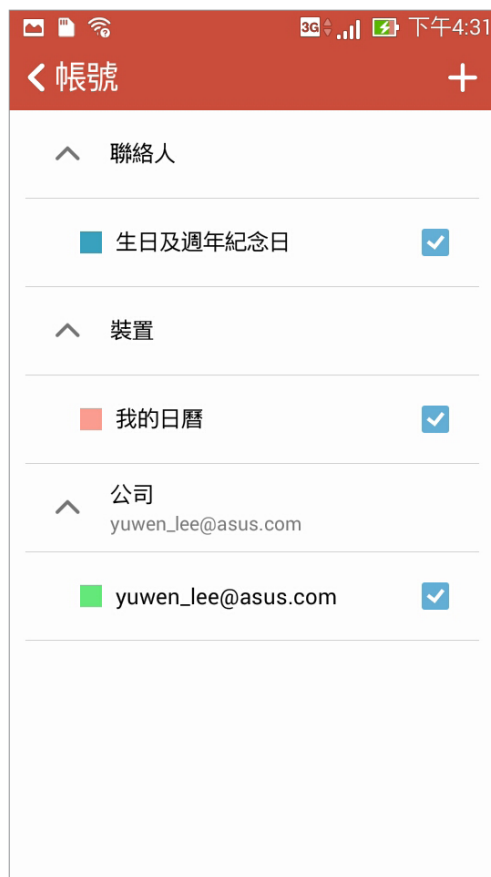 3G 下午4:31
帳號
聯絡人
生日及週年紀念日
裝置
我的日曆
公司
yuwen_lee@asus.com
yuwen_lee@asus.com